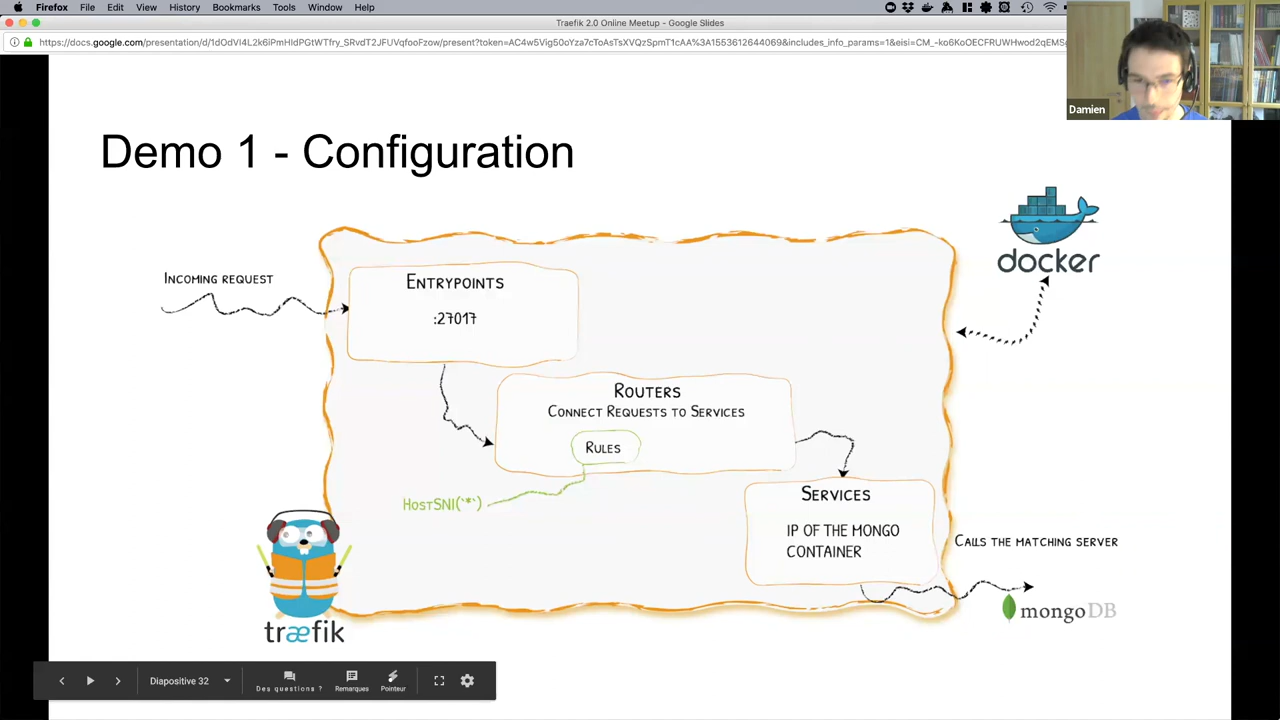 Firefox File Edit View History Bookmarks Tools Window Help
Traefik 2.0 Online Meetup - Google Slides
Damien
Demo 1 - Configuration
docker
Incoming request
Entrypoints
:27017
Routers
Connect Requests to Services
Rules
HostSNI(`*`)
Services
IP of the Mongo
Container
Calls the matching server
mongoDB
træfik
Diapositive 32
Des questions ?
Remarques
Pointeur